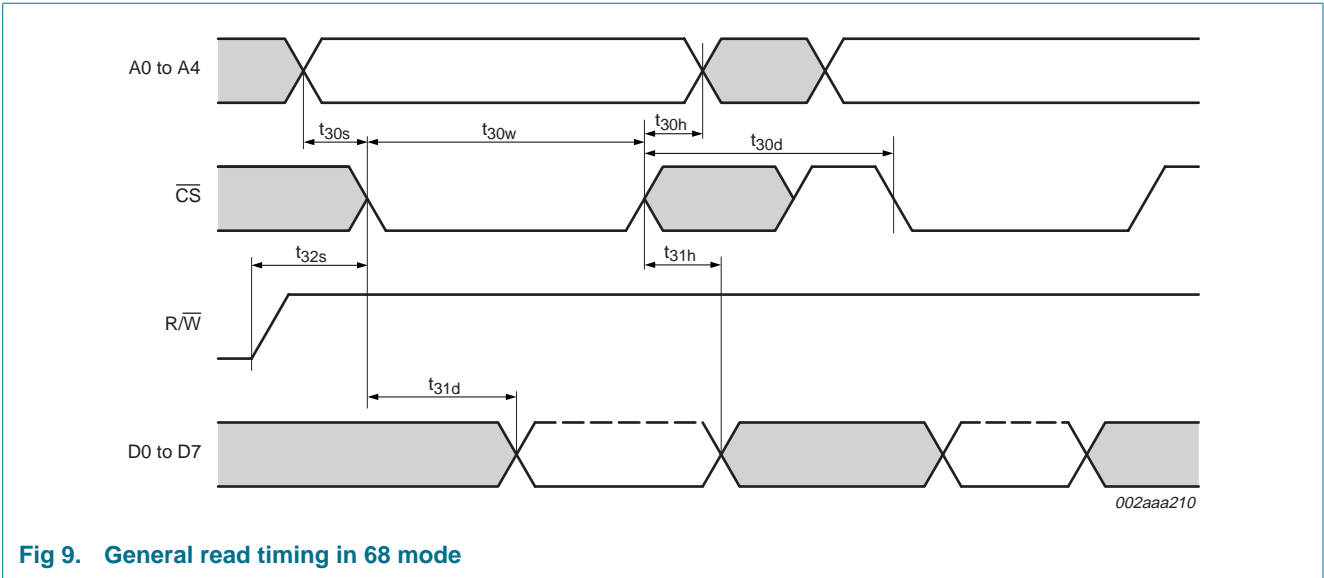 A0 to A4
t30s
t30w
t30h
t30d
C̅S̅
t32s
t31h
R/W̅
t31d
D0 to D7
002aaa210
Fig 9. General read timing in 68 mode